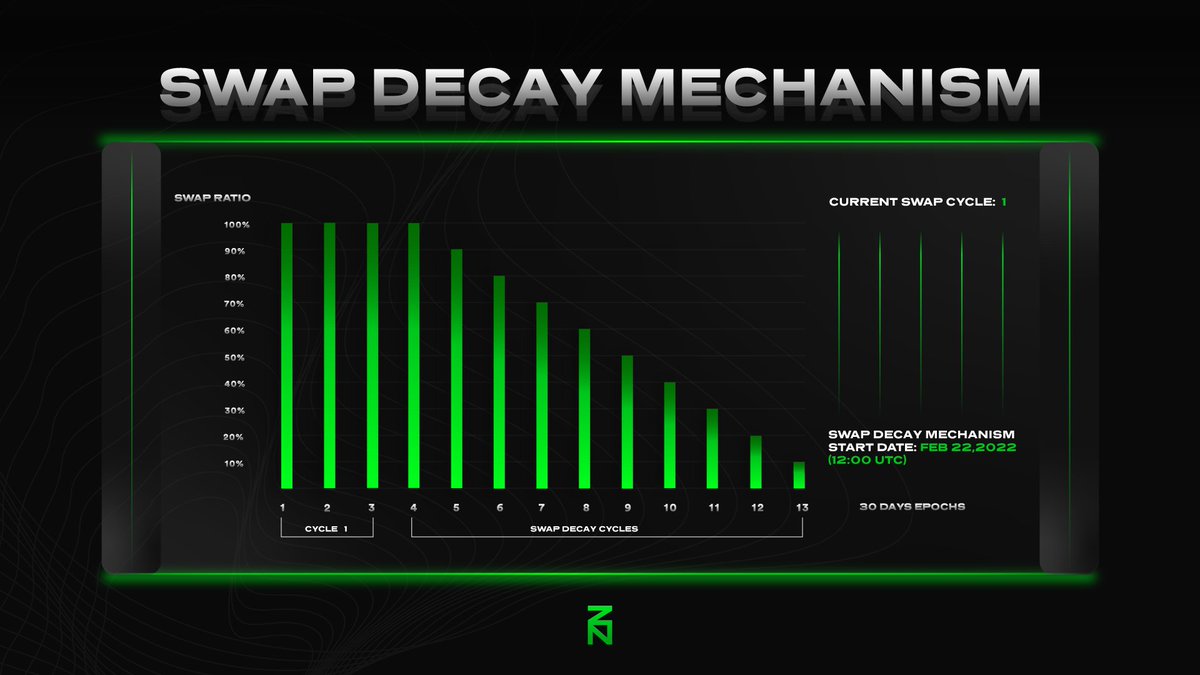 SWAP DECAY MECHANISM
SWAP RATIO
100%
90%
80%
70%
60%
50%
40%
30%
20%
10%
1 2 3 4 5 6 7 8 9 10 11 12 13
CYCLE 1
SWAP DECAY CYCLES
CURRENT SWAP CYCLE: 1
SWAP DECAY MECHANISM
START DATE: FEB 22,2022
(12:00 UTC)
30 DAYS EPOCHS